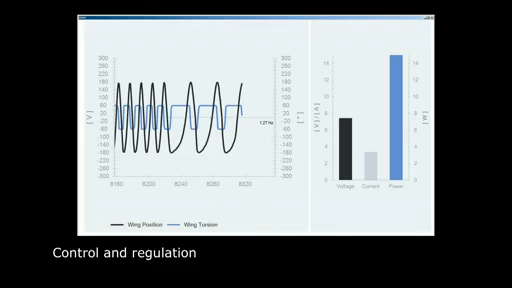 300 300
260 260
220 220
180 180
140 140
100 100
60 60
20 20
-20 -20
-60 -60
-100 -100
-140 -140
-180 -180
-220 -220
-260 -260
-300 -300
[ V ]
[ ° ]
1.27 Hz
8160 8200 8240 8280 8320
Wing Position Wing Torsion
14 14
12 12
10 10
8 8
6 6
4 4
2 2
0 0
[ V ] / [ A ]
[ W ]
Voltage Current Power
Control and regulation